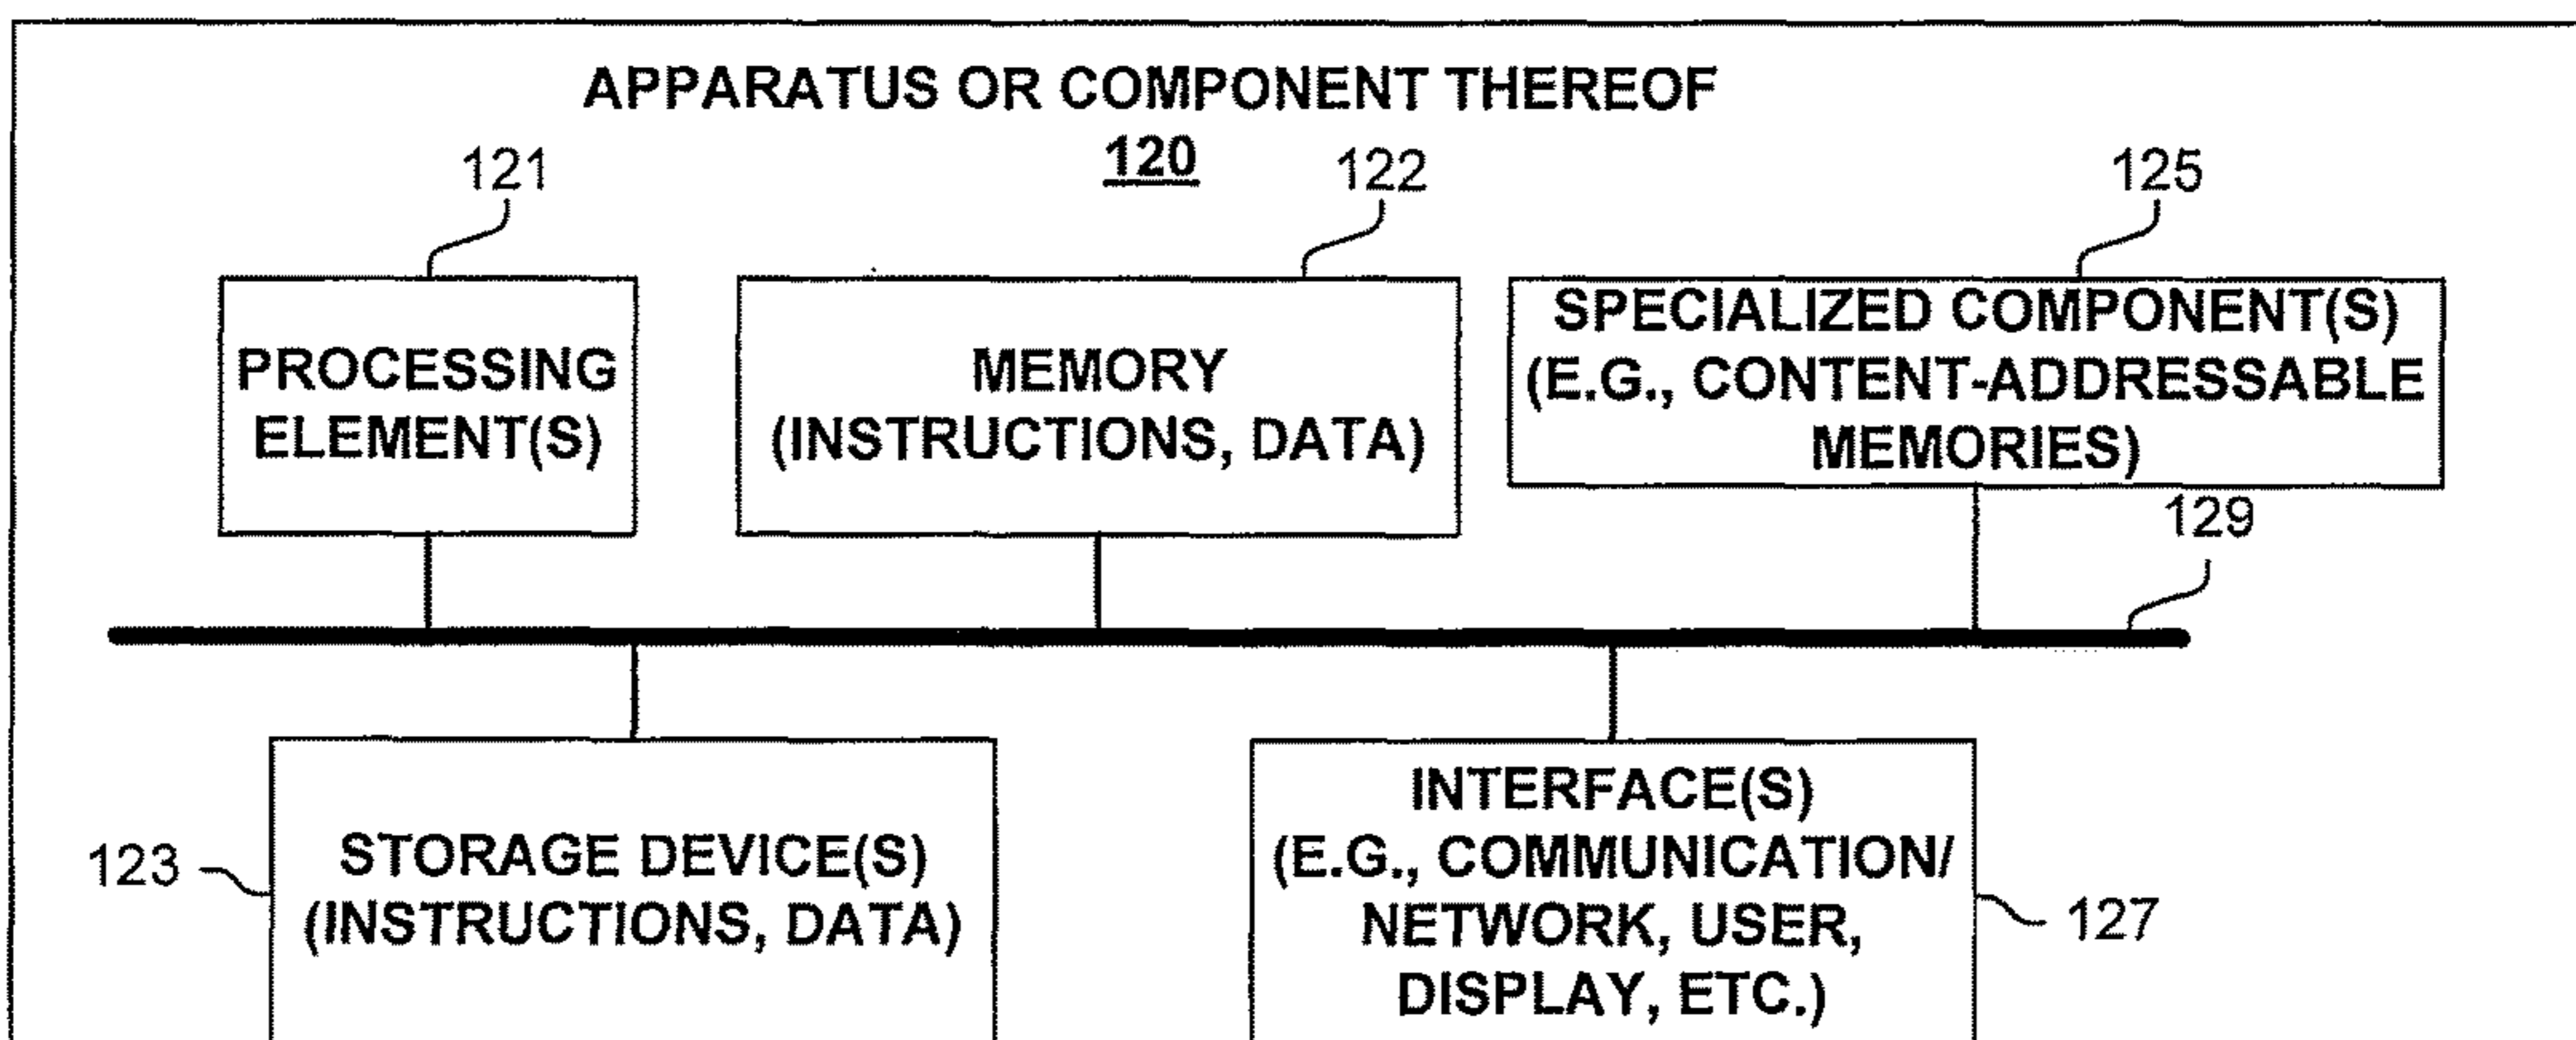 APPARATUS OR COMPONENT THEREOF
120
121
122
125
PROCESSING
ELEMENT(S)
MEMORY
(INSTRUCTIONS, DATA)
SPECIALIZED COMPONENT(S)
(E.G., CONTENT-ADDRESSABLE
MEMORIES)
129
123
STORAGE DEVICE(S)
(INSTRUCTIONS, DATA)
INTERFACE(S)
(E.G., COMMUNICATION/
NETWORK, USER,
DISPLAY, ETC.)
127